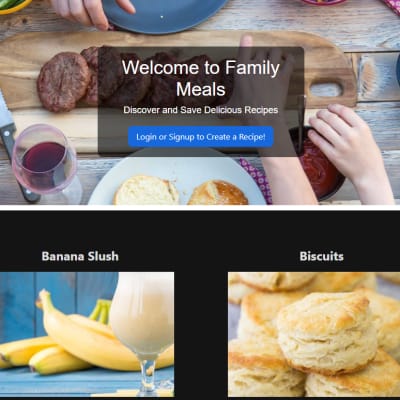 Welcome to Family
Meals
Discover and Save Delicious Recipes
Login or Signup to Create a Recipe!
Banana Slush
Biscuits